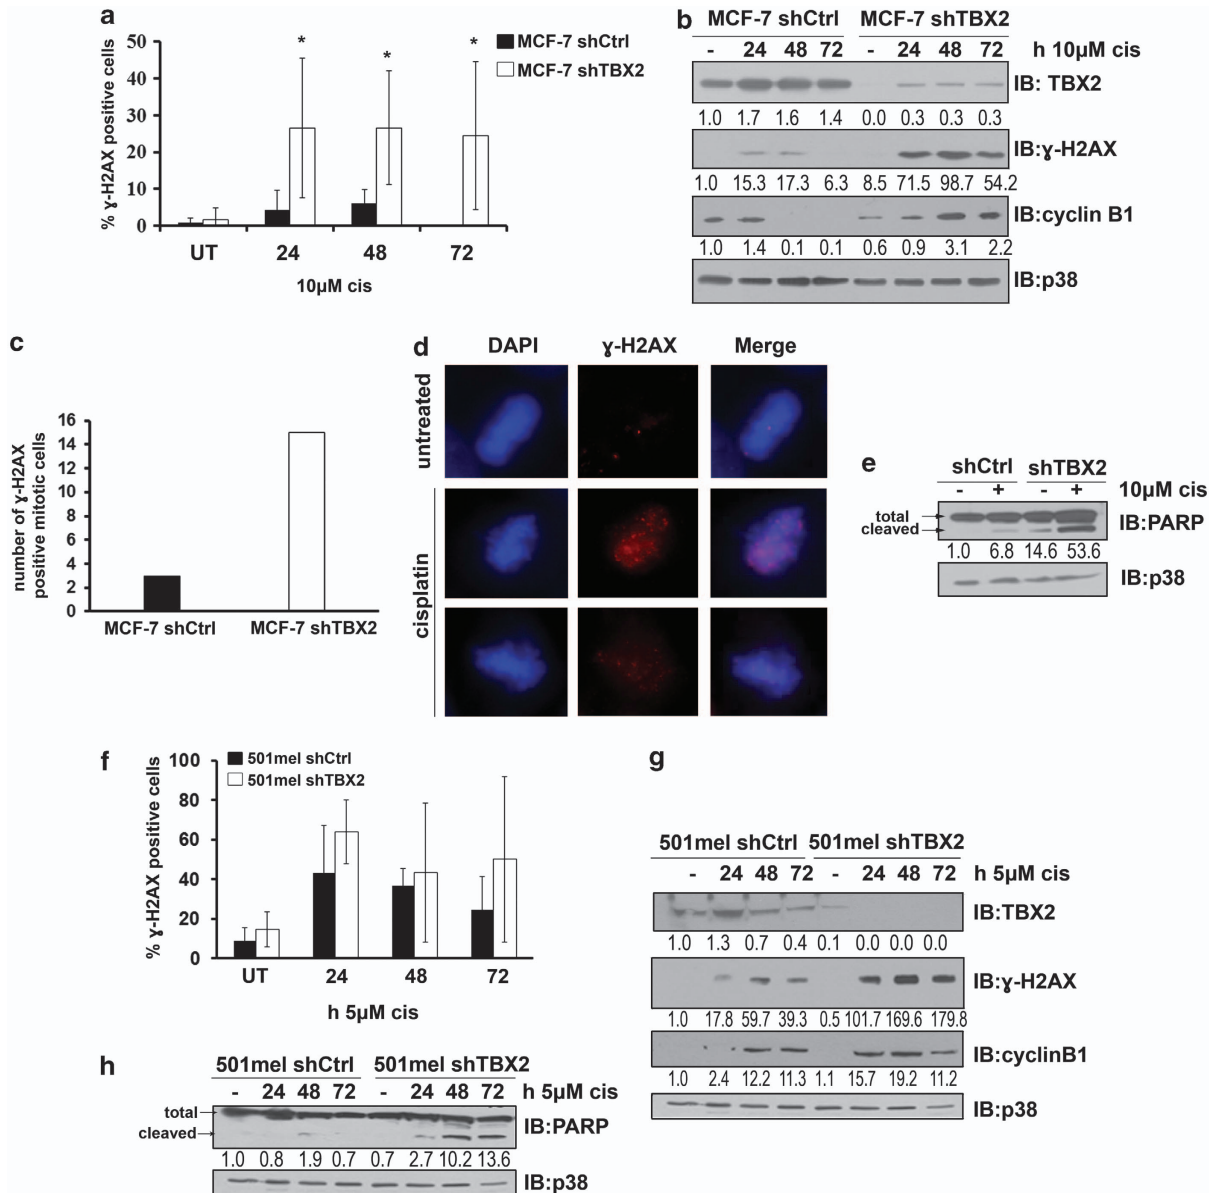 a
50
40
30
20
10
0
% ɣ-H2AX positive cells
* * *
MCF-7 shCtrl
MCF-7 shTBX2
UT 24 48 72
10µM cis
b
MCF-7 shCtrl MCF-7 shTBX2
- 24 48 72 - 24 48 72 h 10µM cis
IB: TBX2
1.0 1.7 1.6 1.4 0.0 0.3 0.3 0.3
IB:ɣ-H2AX
1.0 15.3 17.3 6.3 8.5 71.5 98.7 54.2
IB:cyclin B1
1.0 1.4 0.1 0.1 0.6 0.9 3.1 2.2
IB:p38
c
16
14
12
10
8
6
4
2
0
number of ɣ-H2AX
positive mitotic cells
MCF-7 shCtrl MCF-7 shTBX2
d
DAPI ɣ-H2AX Merge
untreated
cisplatin
e
shCtrl shTBX2
- + - + 10µM cis
total
cleaved
IB:PARP
1.0 6.8 14.6 53.6
IB:p38
f
100
80
60
40
20
0
% ɣ-H2AX positive cells
501mel shCtrl
501mel shTBX2
UT 24 48 72
h 5µM cis
g
501mel shCtrl 501mel shTBX2
- 24 48 72 - 24 48 72 h 5µM cis
IB:TBX2
1.0 1.3 0.7 0.4 0.1 0.0 0.0 0.0
IB:ɣ-H2AX
1.0 17.8 59.7 39.3 0.5 101.7 169.6 179.8
IB:cyclinB1
1.0 2.4 12.2 11.3 1.1 15.7 19.2 11.2
IB:p38
h
501mel shCtrl 501mel shTBX2
- 24 48 72 - 24 48 72 h 5µM cis
total
cleaved
IB:PARP
1.0 0.8 1.9 0.7 0.7 2.7 10.2 13.6
IB:p38